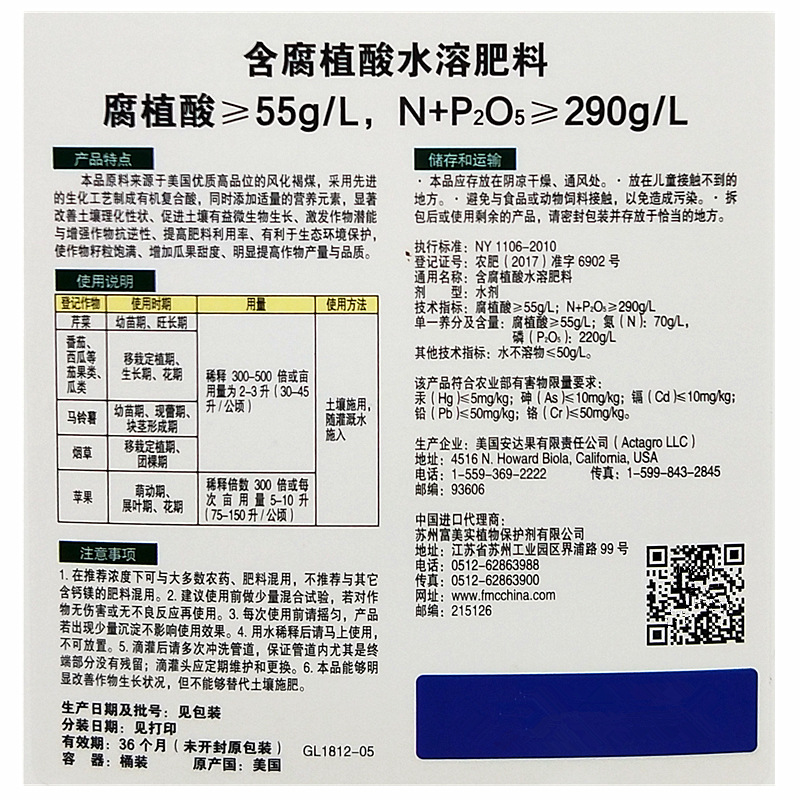 含腐植酸水溶肥料
腐植酸≥55g/L，N+P₂O₅≥290g/L
产品特点
本品原料来源于美国优质高品位的风化褐煤，采用先进
的生化工艺制成有机复合酸，同时添加适量的营养元素，显著
改善土壤理化性状、促进土壤有益微生物生长、激发作物潜能
与增强作物抗逆性、提高肥料利用率、有利于生态环境保护，
使作物籽粒饱满、增加瓜果甜度、明显提高作物产量与品质。
使用说明
登记作物 使用时期 用量 使用方法
芹菜 幼苗期、旺长期
番茄、
西瓜等
茄果类、
瓜类
移栽定植期、
生长期、花期
马铃薯
幼苗期、现蕾期、
块茎形成期
烟草
移栽定植期、
团棵期
稀释 300-500 倍或亩
用量为 2-3 升（30-45
升/公顷）
苹果
萌动期、
展叶期、花期
稀释倍数 300 倍或每
次亩用量 5-10 升
（75-150 升/公顷）
土壤施用，
随灌溉水
施入
注意事项
1. 在推荐浓度下可与大多数农药、肥料混用，不推荐与其它
含钙镁的肥料混用。2. 建议使用前做少量混合试验，若对作
物无伤害或无不良反应再使用。3. 每次使用前请摇匀，产品
若出现少量沉淀不影响使用效果。4. 用水稀释后请马上使用，
不可放置。5. 滴灌后请多次冲洗管道，保证管道内尤其是终
端部分没有残留；滴灌头应定期维护和更换。6. 本品能够明
显改善作物生长状况，但不能够替代土壤施肥。
生产日期及批号：见包装
分装日期：见打印
有效期：36 个月（未开封原包装）
容 器：桶装 原产国：美国
GL1812-05
储存和运输
· 本品应存放在阴凉干燥、通风处。· 放在儿童接触不到的
地方。· 避免与食品或动物饲料接触，以免造成污染。· 拆
包后或使用剩余的产品，请密封包装并存放于恰当的地方。
执行标准：NY 1106-2010
登记证号：农肥（2017）准字 6902 号
通用名称：含腐植酸水溶肥料
剂 型：水剂
技术指标：腐植酸≥55g/L；N+P₂O₅≥290g/L
单一养分及含量：腐植酸≥55g/L；氮（N）：70g/L，
磷（P₂O₅）：220g/L
其他技术指标：水不溶物≤50g/L。
该产品符合农业部有害物限量要求：
汞（Hg）≤5mg/kg；砷（As）≤10mg/kg；镉（Cd）≤10mg/kg；
铅（Pb）≤50mg/kg；铬（Cr）≤50mg/kg。
生产企业：美国安达果有限责任公司（Actagro LLC）
地址：4516 N. Howard Biola, California, USA
电话：1-559-369-2222 传真：1-599-843-2845
邮编：93606
中国进口代理商：
苏州富美实植物保护剂有限公司
地址：江苏省苏州工业园区界浦路 99 号
电话：0512-62863988
传真：0512-62863900
网址：www.fmcchina.com
邮编：215126